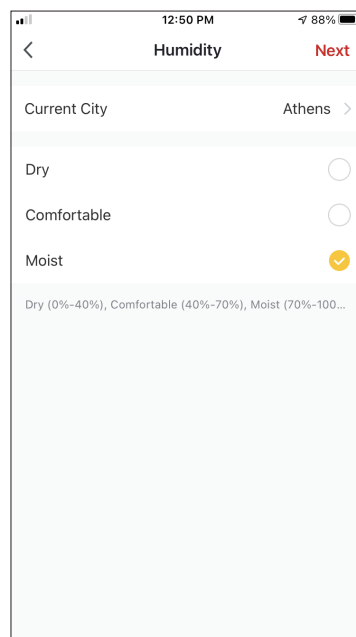 12:50 PM 88%
Humidity Next
Current City Athens
Dry
Comfortable
Moist
Dry (0%-40%), Comfortable (40%-70%), Moist (70%-100...